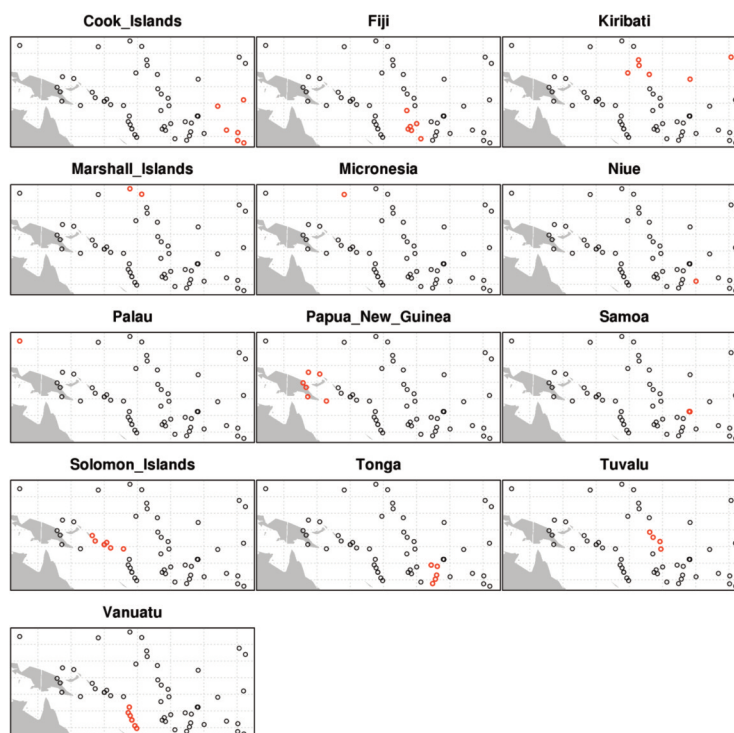 Cook_Islands Fiji Kiribati
Marshall_Islands Micronesia Niue
Palau Papua_New_Guinea Samoa
Solomon_Islands Tonga Tuvalu
Vanuatu